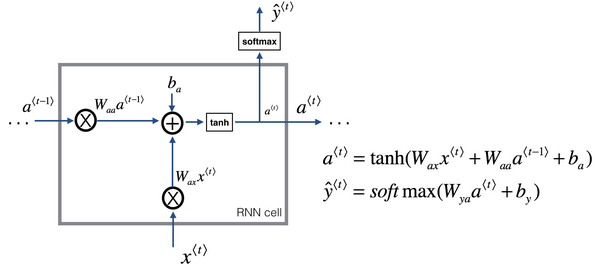 ŷ⟨t⟩
softmax
b_a
a⟨t-1⟩
W_aa a⟨t-1⟩
a⟨t⟩
a⟨t⟩
...
X
+
tanh
...
W_ax x⟨t⟩
X
RNN cell
x⟨t⟩
a⟨t⟩ = tanh(W_ax x⟨t⟩ + W_aa a⟨t-1⟩ + b_a)
ŷ⟨t⟩ = soft max(W_ya a⟨t⟩ + b_y)